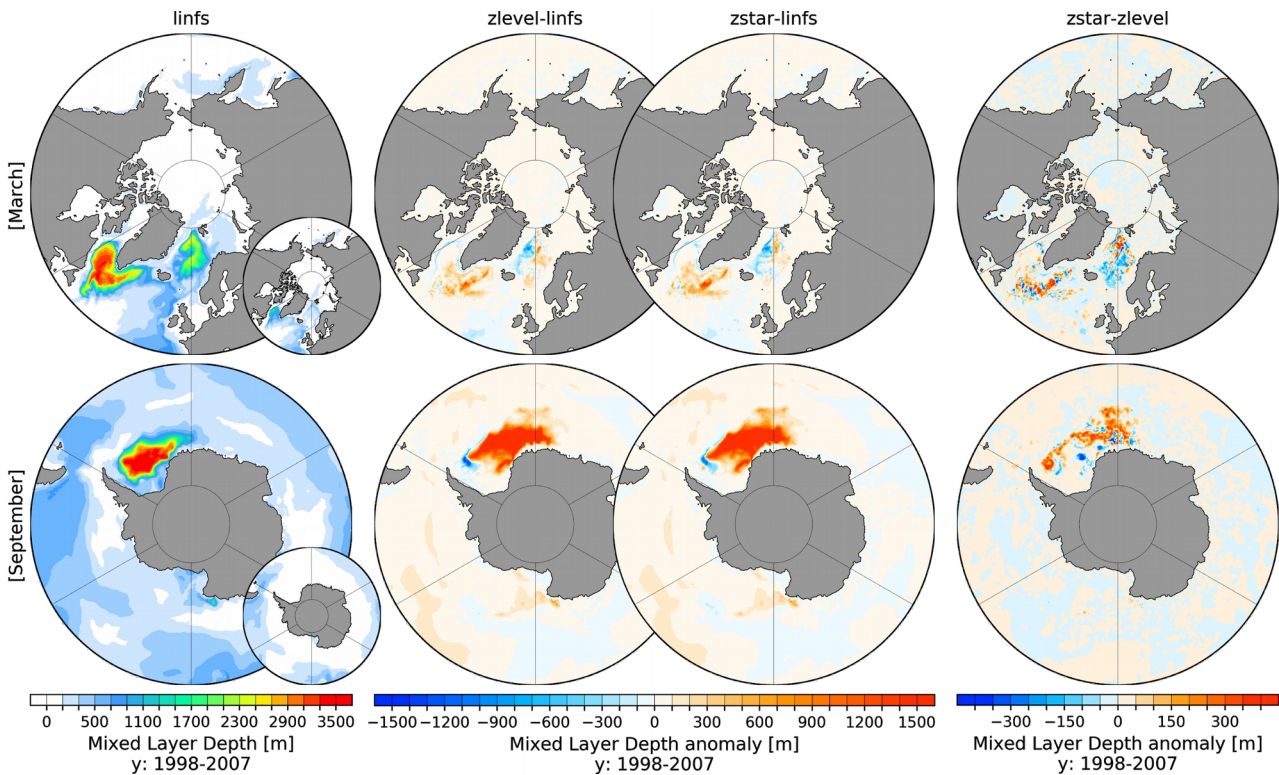 linfs
zlevel-linfs
zstar-linfs
zstar-zlevel
[March]
[September]
0 500 1100 1700 2300 2900 3500
Mixed Layer Depth [m]
y: 1998-2007
−1500 −1200 −900 −600 −300 0 300 600 900 1200 1500
Mixed Layer Depth anomaly [m]
y: 1998-2007
−300 −150 0 150 300
Mixed Layer Depth anomaly [m]
y: 1998-2007